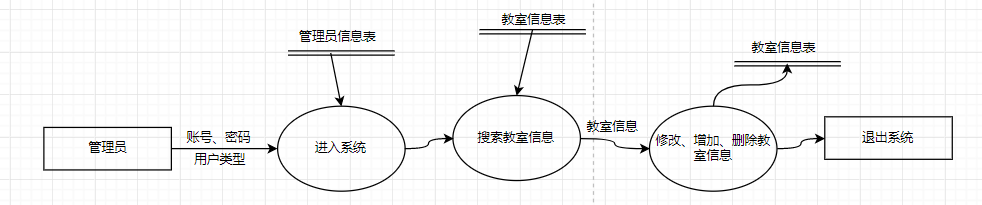 教室信息表
管理员信息表
教室信息表
管理员
账号、密码
用户类型
进入系统
搜索教室信息
教室信息
修改、增加、删除教
室信息
退出系统